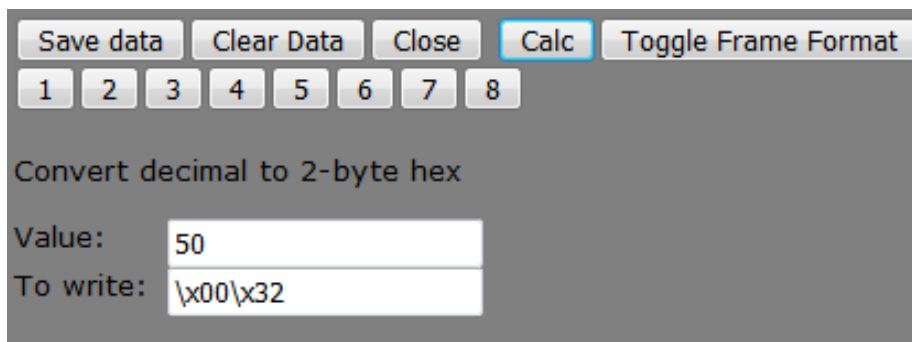 Save data Clear Data Close Calc Toggle Frame Format
1 2 3 4 5 6 7 8
Convert decimal to 2-byte hex
Value: 50
To write: \x00\x32